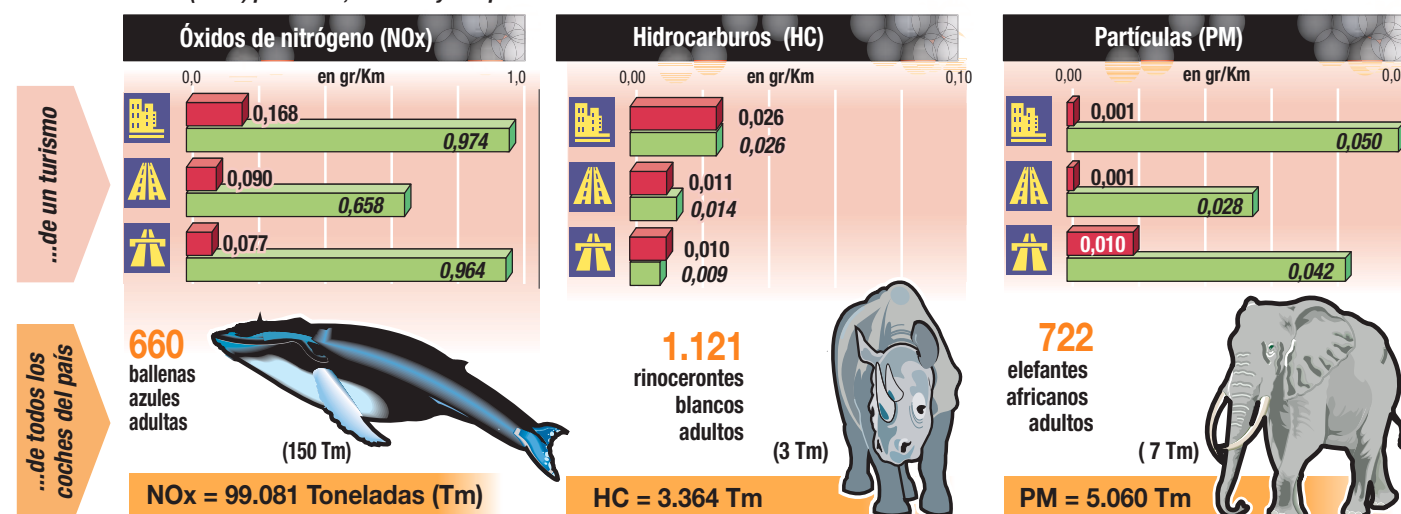 Óxidos de nitrógeno (NOx)
0,0 en gr/Km 1,0
0,168
0,974
0,090
0,658
0,077
0,964
Hidrocarburos (HC)
0,00 en gr/Km 0,10
0,026
0,026
0,011
0,014
0,010
0,009
Partículas (PM)
0,00 en gr/Km
0,001
0,050
0,001
0,028
0,010
0,042
...de un turismo
...de todos los
coches del país
660
ballenas
azules
adultas
(150 Tm)
NOx = 99.081 Toneladas (Tm)
1.121
rinocerontes
blancos
adultos
(3 Tm)
HC = 3.364 Tm
722
elefantes
africanos
adultos
( 7 Tm)
PM = 5.060 Tm